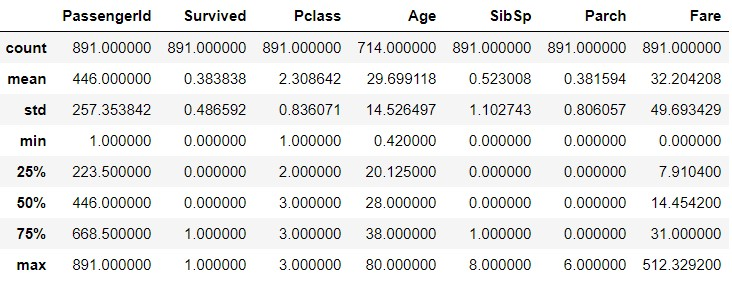 PassengerId Survived Pclass Age SibSp Parch Fare
count 891.000000 891.000000 891.000000 714.000000 891.000000 891.000000 891.000000
mean 446.000000 0.383838 2.308642 29.699118 0.523008 0.381594 32.204208
std 257.353842 0.486592 0.836071 14.526497 1.102743 0.806057 49.693429
min 1.000000 0.000000 1.000000 0.420000 0.000000 0.000000 0.000000
25% 223.500000 0.000000 2.000000 20.125000 0.000000 0.000000 7.910400
50% 446.000000 0.000000 3.000000 28.000000 0.000000 0.000000 14.454200
75% 668.500000 1.000000 3.000000 38.000000 1.000000 0.000000 31.000000
max 891.000000 1.000000 3.000000 80.000000 8.000000 6.000000 512.329200